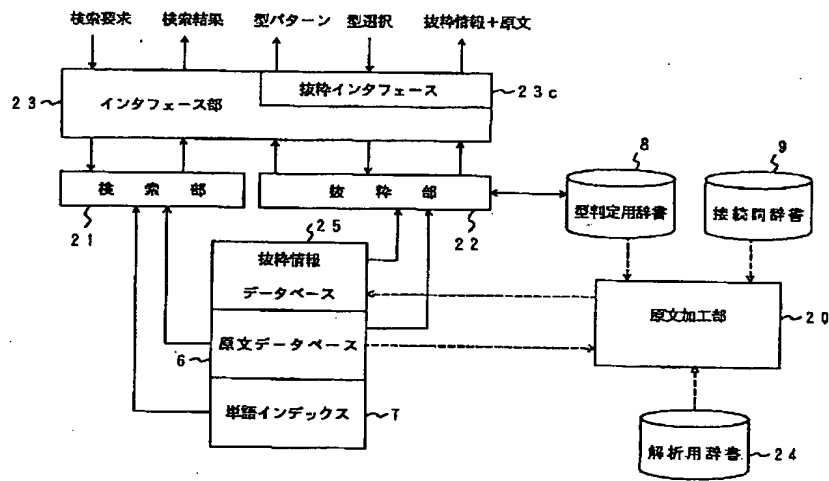 検索要求 検索結果 型パターン 型選択 抜粋情報+原文
抜粋インタフェース
23 インタフェース部 23c
8 9
検索部 抜粋部 型判定用辞書 接続詞辞書
21 22
25
抜粋情報
データベース
原文加工部 20
原文データベース
6
単語インデックス 7
解析用辞書 24